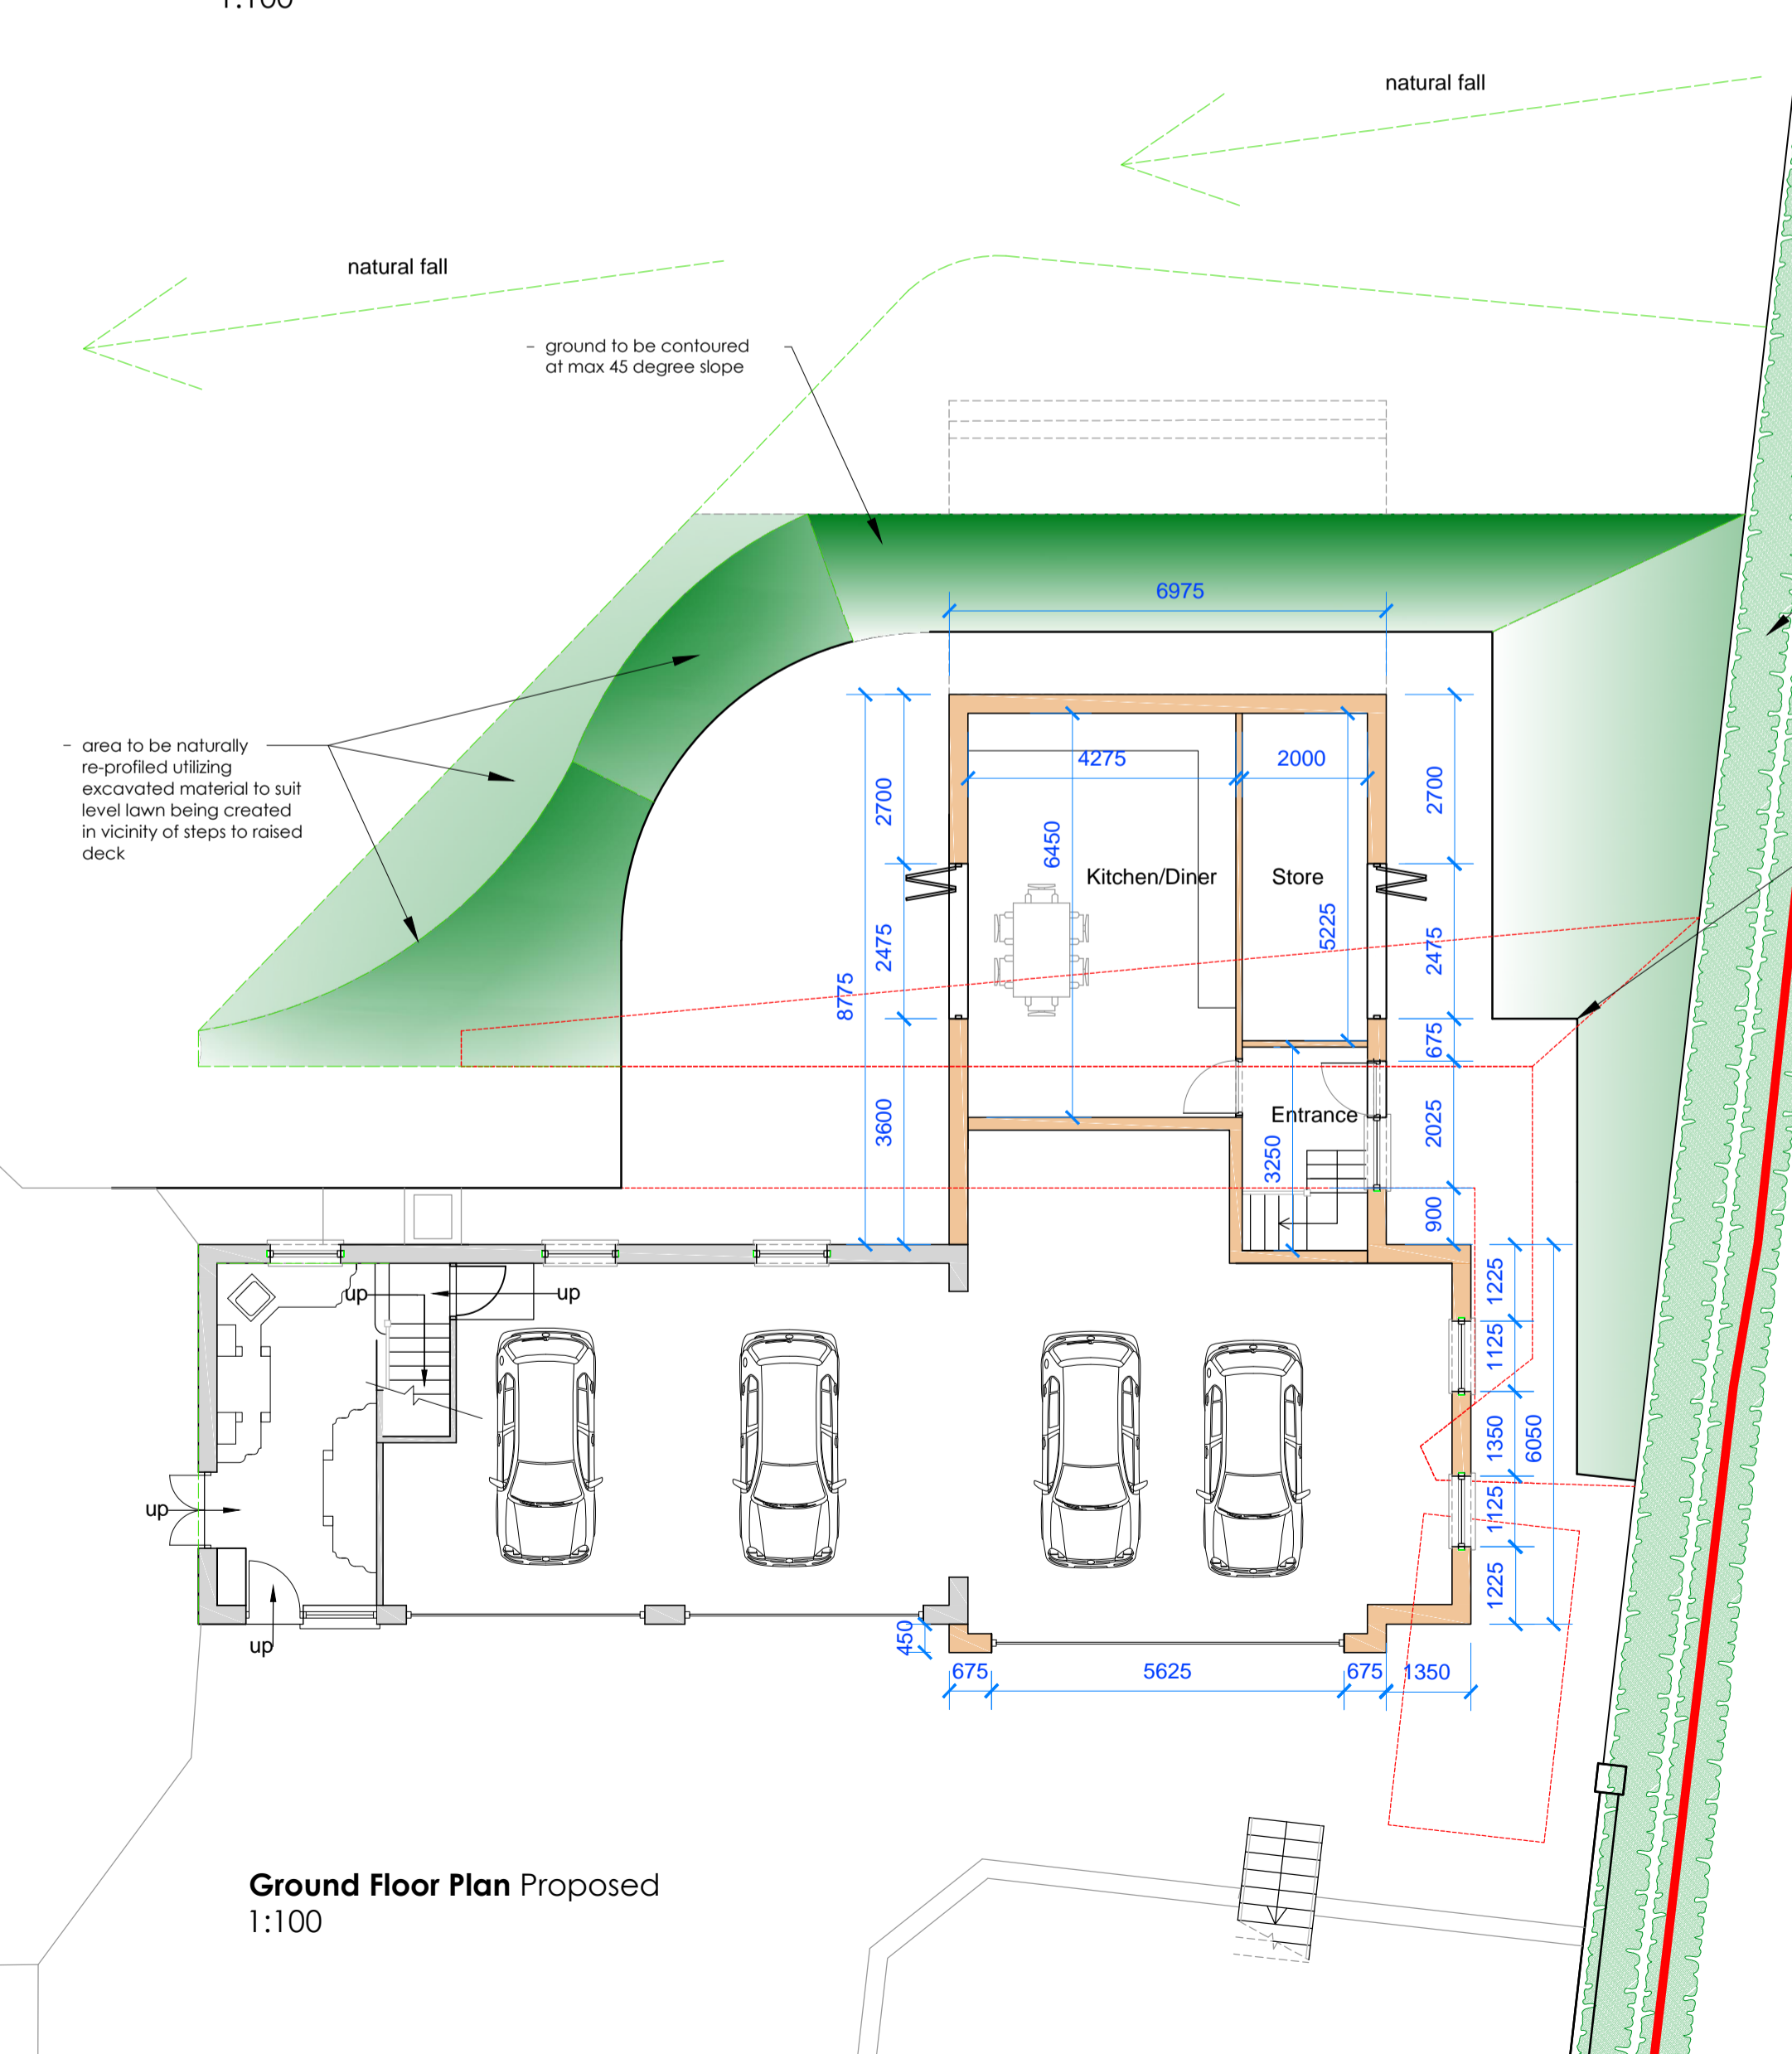 1:100
natural fall
natural fall
- ground to be contoured
at max 45 degree slope
6975
- area to be naturally
re-profiled utilizing
excavated material to suit
level lawn being created
in vicinity of steps to raised
deck
4275
2000
2700
2700
6450
Kitchen/Diner
Store
5225
2475
2475
8775
675
3600
Entrance
2025
3250
900
up
up
1225
1125
1350
6050
up
1125
1225
up
450
675
5625
675
1350
Ground Floor Plan Proposed
1:100